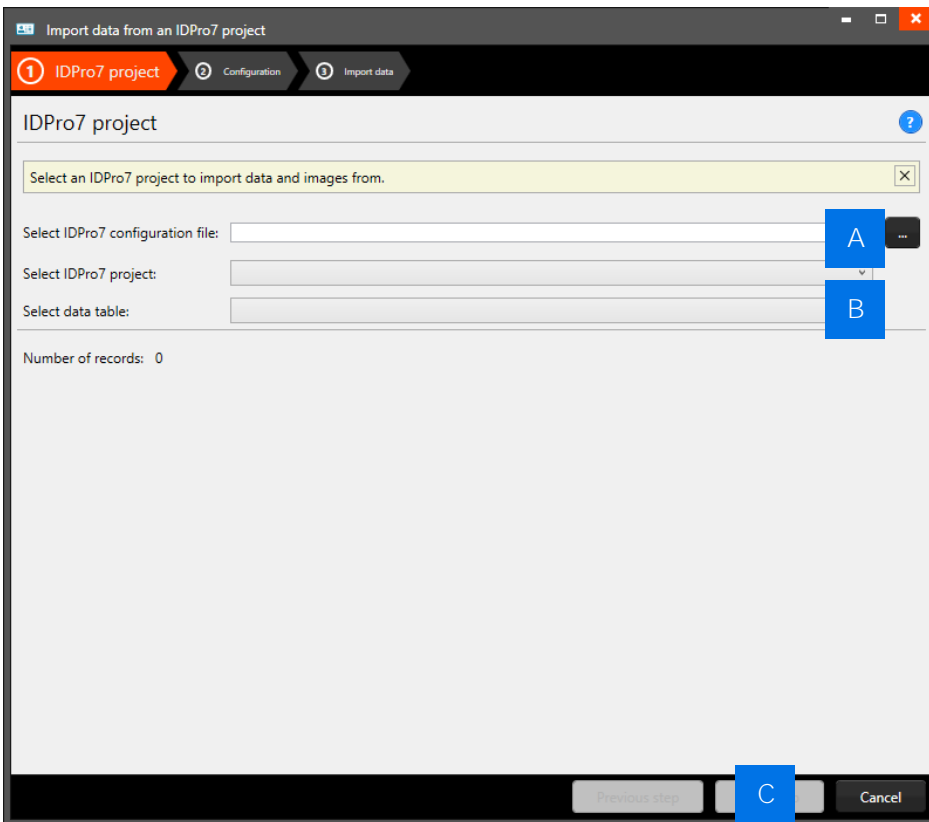 Import data from an IDPro7 project
1 IDPro7 project 2 Configuration 3 Import data
IDPro7 project ?
Select an IDPro7 project to import data and images from.
Select IDPro7 configuration file: A ...
Select IDPro7 project:
Select data table: B
Number of records: 0
Previous step C Cancel